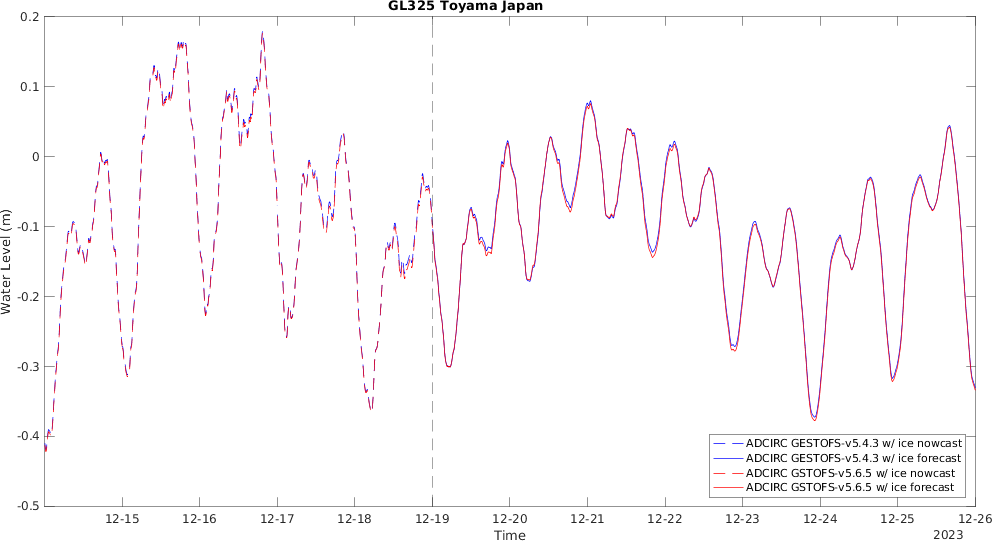 GL325 Toyama Japan
0.2
0.1
0
-0.1
-0.2
-0.3
-0.4
-0.5
Water Level (m)
12-15 12-16 12-17 12-18 12-19 12-20 12-21 12-22 12-23 12-24 12-25 12-26
Time
2023
ADCIRC GESTOFS-v5.4.3 w/ ice nowcast
ADCIRC GESTOFS-v5.4.3 w/ ice forecast
ADCIRC GSTOFS-v5.6.5 w/ ice nowcast
ADCIRC GSTOFS-v5.6.5 w/ ice forecast